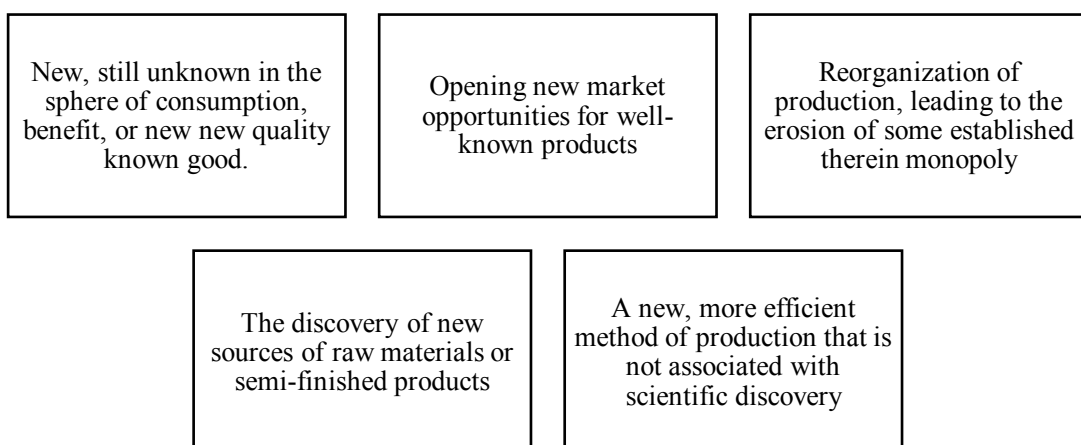 New, still unknown in the
sphere of consumption,
benefit, or new new quality
known good.
Opening new market
opportunities for well-
known products
Reorganization of
production, leading to the
erosion of some established
therein monopoly
The discovery of new
sources of raw materials or
semi-finished products
A new, more efficient
method of production that is
not associated with
scientific discovery